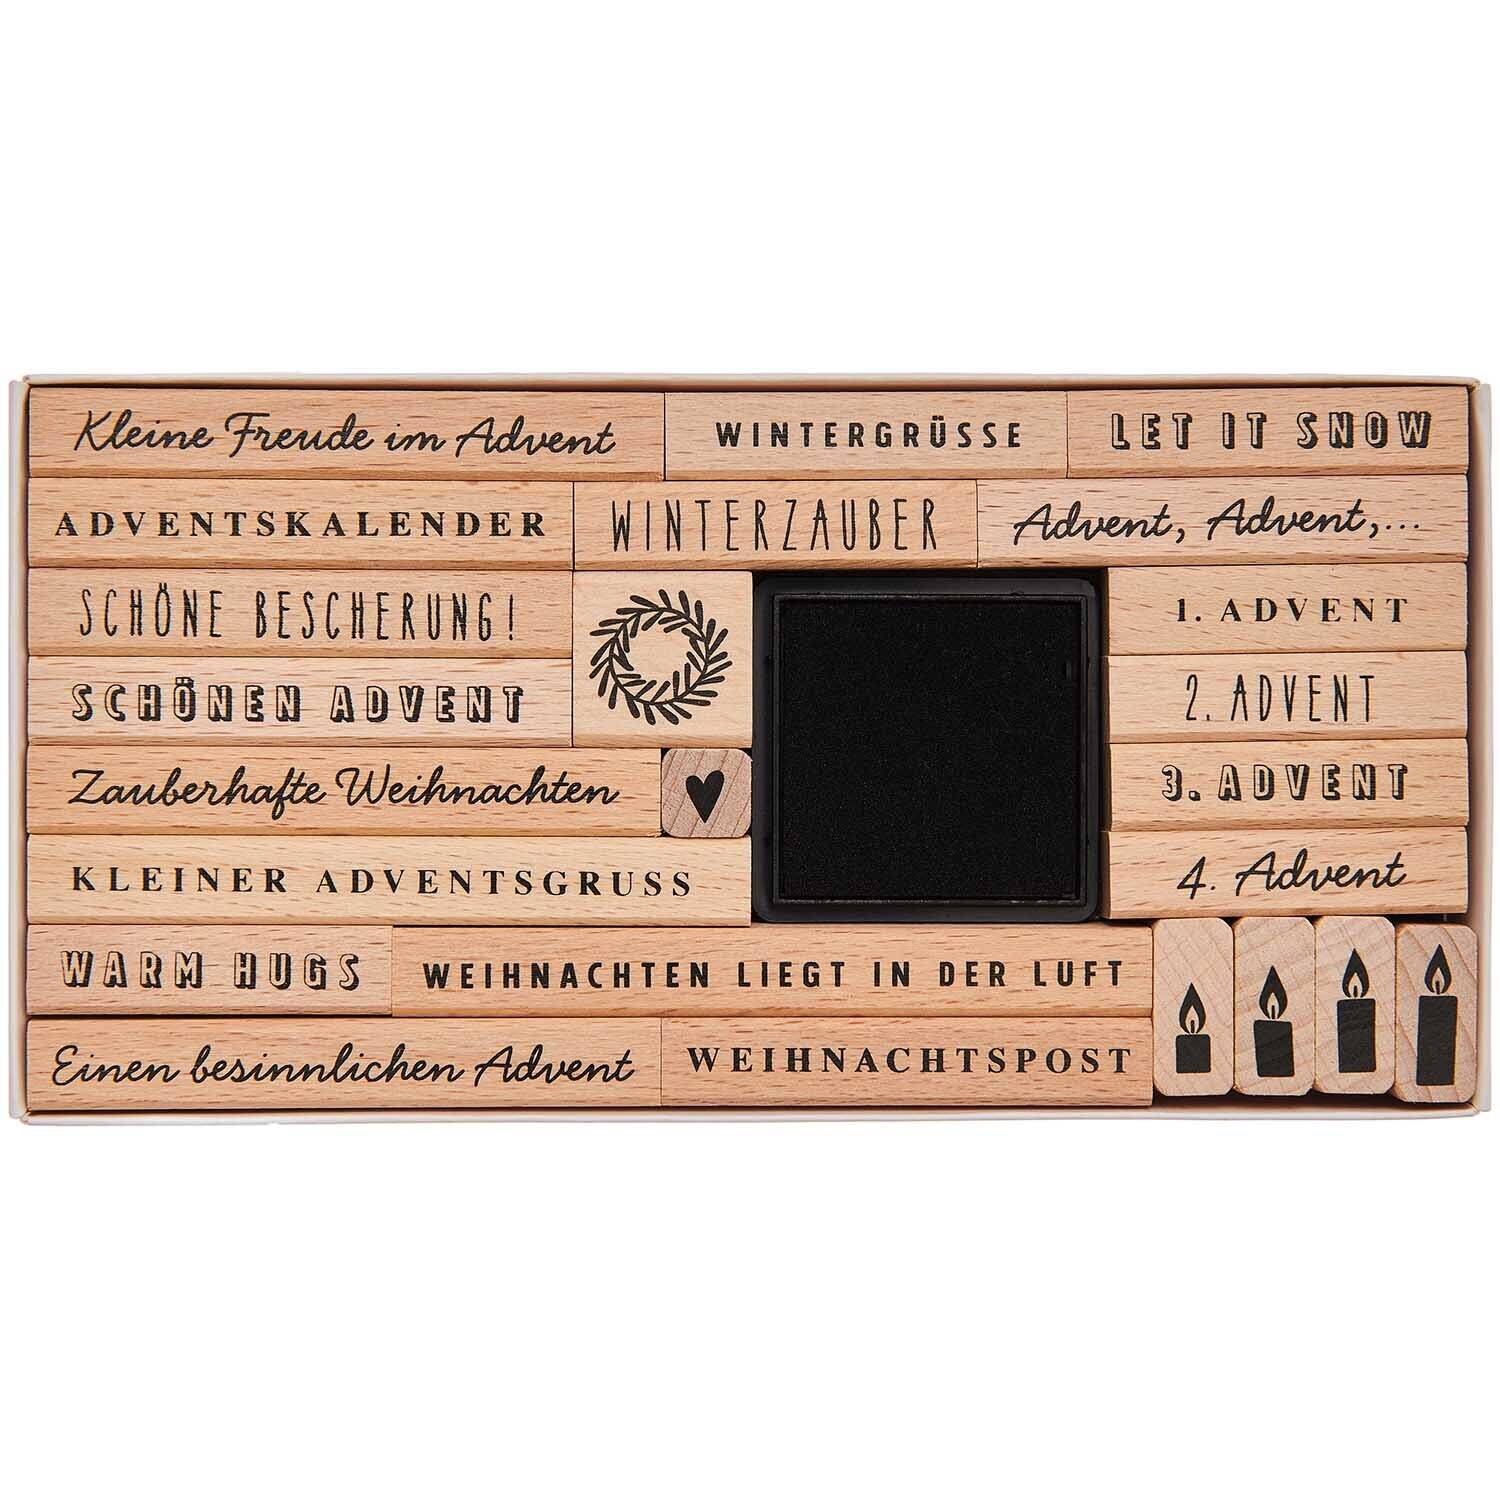 Kleine Freude im Advent
WINTERGRÜSSE
LET IT SNOW
ADVENTSKALENDER
WINTERZAUBER
Advent, Advent,...
SCHÖNE BESCHERUNG!
1. ADVENT
SCHÖNEN ADVENT
2. ADVENT
Zauberhafte Weihnachten
3. ADVENT
KLEINER ADVENTSGRUSS
4. Advent
WARM HUGS
WEIHNACHTEN LIEGT IN DER LUFT
Einen besinnlichen Advent
WEIHNACHTSPOST